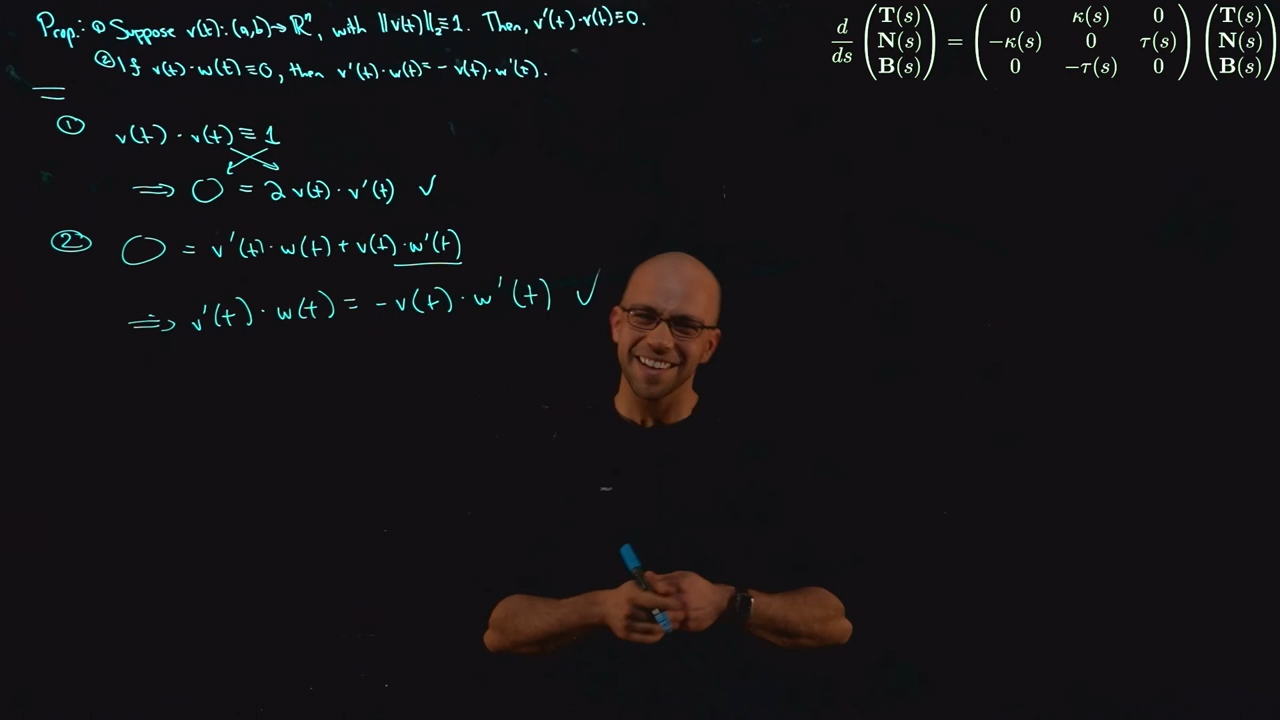 Prop.: ① Suppose v(t): (a,b) → ℝⁿ, with ||v(t)||₂ ≡ 1. Then, v'(t)·v(t) ≡ 0.
② If v(t)·w(t) ≡ 0, then v'(t)·w(t) = - v(t)·w'(t).
① v(t)·v(t) ≡ 1
⟹ 0 = 2 v(t)·v'(t) ✓
② 0 = v'(t)·w(t) + v(t)·w'(t)
⟹ v'(t)·w(t) = -v(t)·w'(t) ✓
d/ds (T(s) N(s) B(s)) = (0 κ(s) 0
-κ(s) 0 τ(s)
0 -τ(s) 0) (T(s) N(s) B(s))